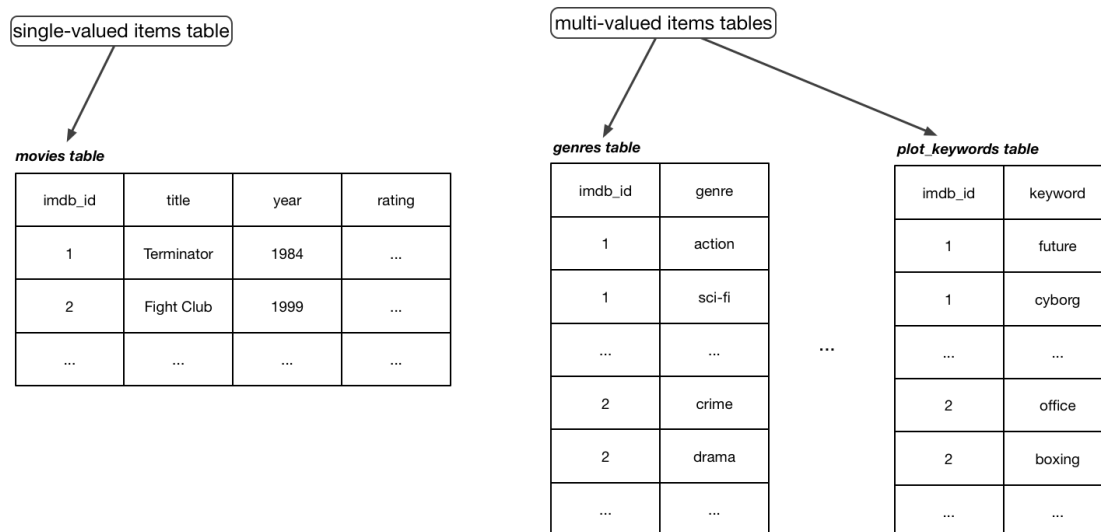 single-valued items table
multi-valued items tables
movies table
imdb_id title year rating
1 Terminator 1984 ...
2 Fight Club 1999 ...
... ... ... ...
genres table
imdb_id genre
1 action
1 sci-fi
... ...
2 crime
2 drama
... ...
...
plot_keywords table
imdb_id keyword
1 future
1 cyborg
... ...
2 office
2 boxing
... ...